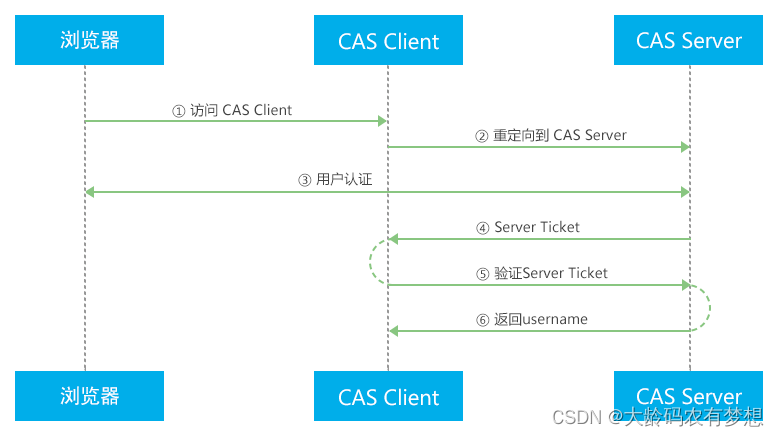 浏览器
CAS Client
CAS Server
① 访问 CAS Client
② 重定向到 CAS Server
③ 用户认证
④ Server Ticket
⑤ 验证Server Ticket
⑥ 返回username
浏览器
CAS Client
CAS Server
CSDN @大龄码农有梦想